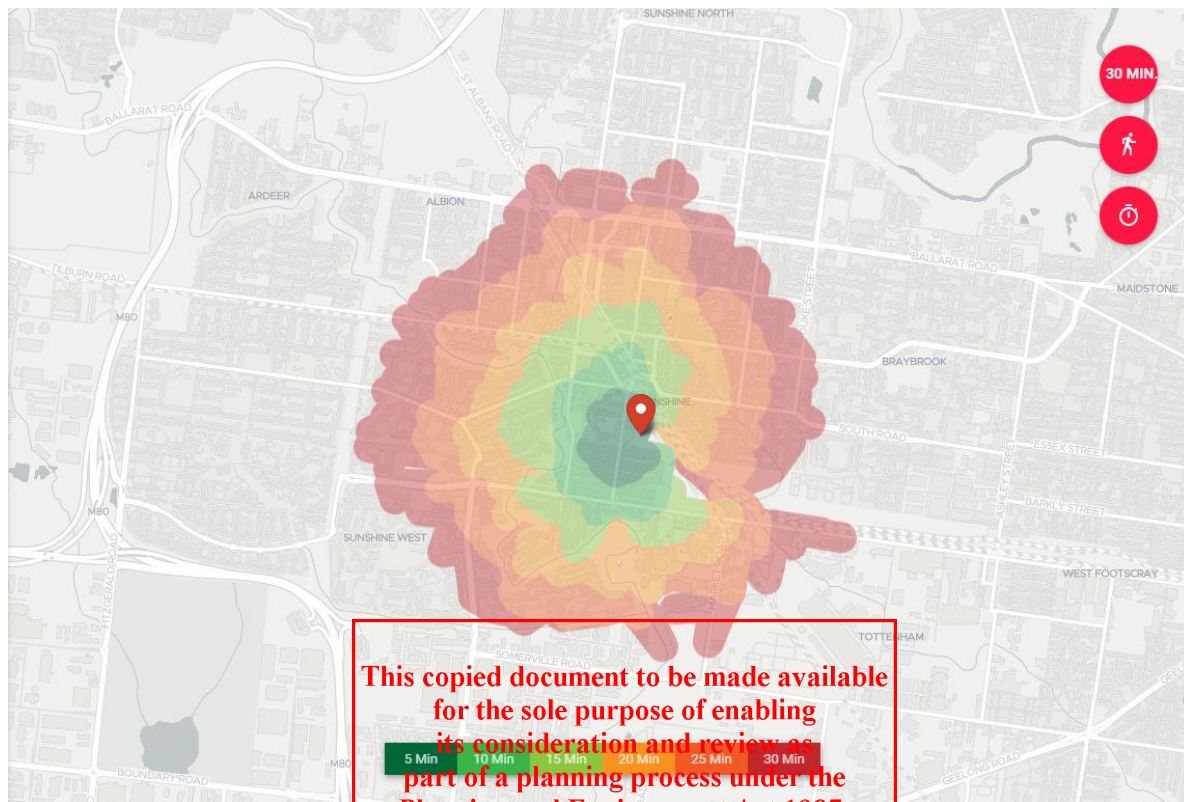 SUNSHINE NORTH
30 MIN.
ST ALBANS ROAD
BALLARAT ROAD
ARDEER
ALBION
TILBURN ROAD
M80
DUKE STREET
BALLARAT ROAD
MAIDSTONE
BRAYBROOK
NSHINE
SOUTH ROAD
ESSEX STREET
ASHLEY STREET
BARKLY STREET
M80
SUNSHINE WEST
FITZGERALD ROAD
WEST FOOTSCRAY
TOTTENHAM
SOMERVILLE ROAD
This copied document to be made available
for the sole purpose of enabling
its consideration and review as
5 Min 10 Min 15 Min 20 Min 25 Min 30 Min
part of a planning process under the
M80
BOUNDARY ROAD
GEELONG ROAD